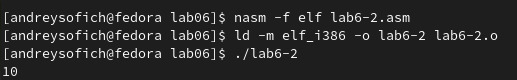 [andreysofich@fedora lab06]$ nasm -f elf lab6-2.asm
[andreysofich@fedora lab06]$ ld -m elf_i386 -o lab6-2 lab6-2.o
[andreysofich@fedora lab06]$ ./lab6-2
10